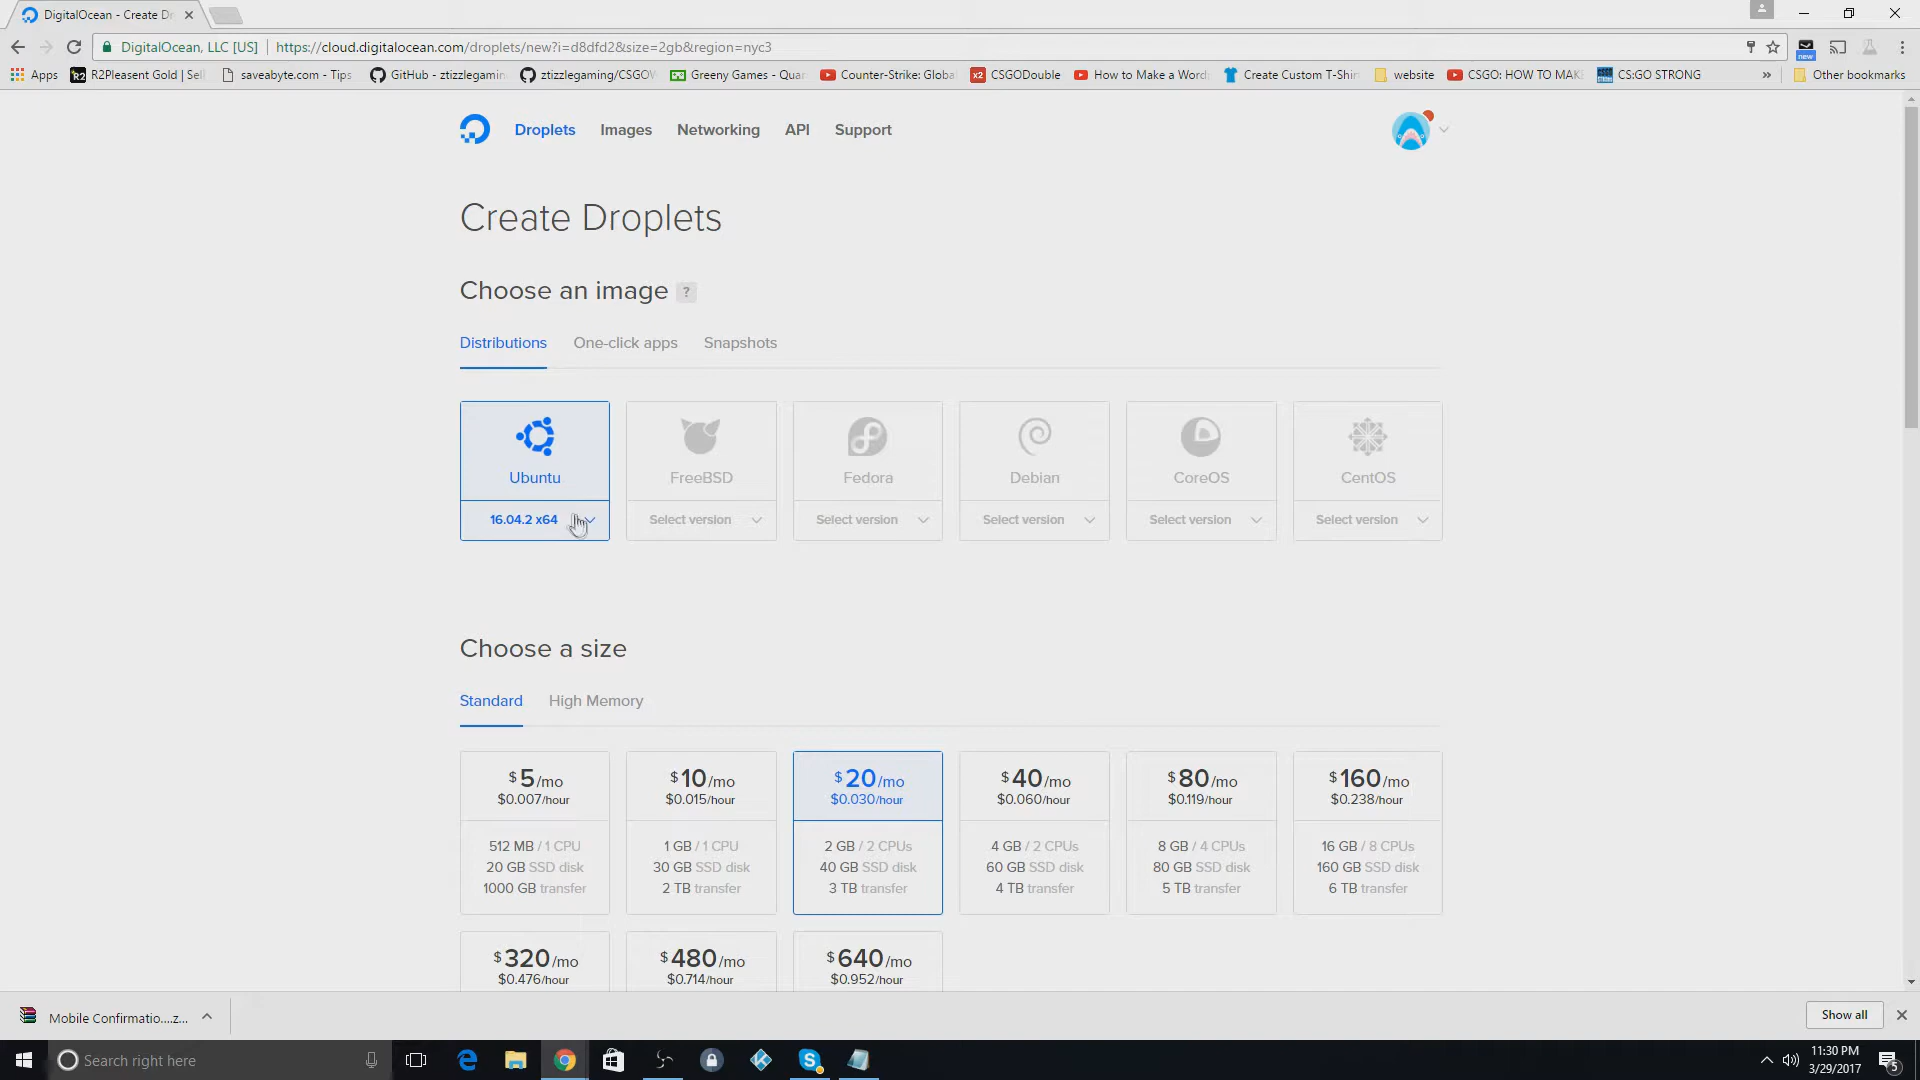 DigitalOcean - Create Dr
DigitalOcean, LLC [US] https://cloud.digitalocean.com/droplets/new?i=d8dfd2&size=2gb&region=nyc3
new
Apps R2Pleasent Gold | Sell saveabyte.com - Tips GitHub - ztizzlegamin ztizzlegaming/CSGOW Greeny Games - Quar Counter-Strike: Global CSGODouble How to Make a Word Create Custom T-Shir website CSGO: HOW TO MAK CS:GO STRONG » Other bookmarks
Droplets Images Networking API Support
Create Droplets
Choose an image ?
Distributions One-click apps Snapshots
Ubuntu FreeBSD Fedora Debian CoreOS CentOS
16.04.2 x64 Select version Select version Select version Select version Select version
Choose a size
Standard High Memory
$5/mo $10/mo $20/mo $40/mo $80/mo $160/mo
$0.007/hour $0.015/hour $0.030/hour $0.060/hour $0.119/hour $0.238/hour
512 MB / 1 CPU 1 GB / 1 CPU 2 GB / 2 CPUs 4 GB / 2 CPUs 8 GB / 4 CPUs 16 GB / 8 CPUs
20 GB SSD disk 30 GB SSD disk 40 GB SSD disk 60 GB SSD disk 80 GB SSD disk 160 GB SSD disk
1000 GB transfer 2 TB transfer 3 TB transfer 4 TB transfer 5 TB transfer 6 TB transfer
$320/mo $480/mo $640/mo
$0.476/hour $0.714/hour $0.952/hour
Mobile Confirmatio....z... Show all
Search right here
11:30 PM
3/29/2017
5